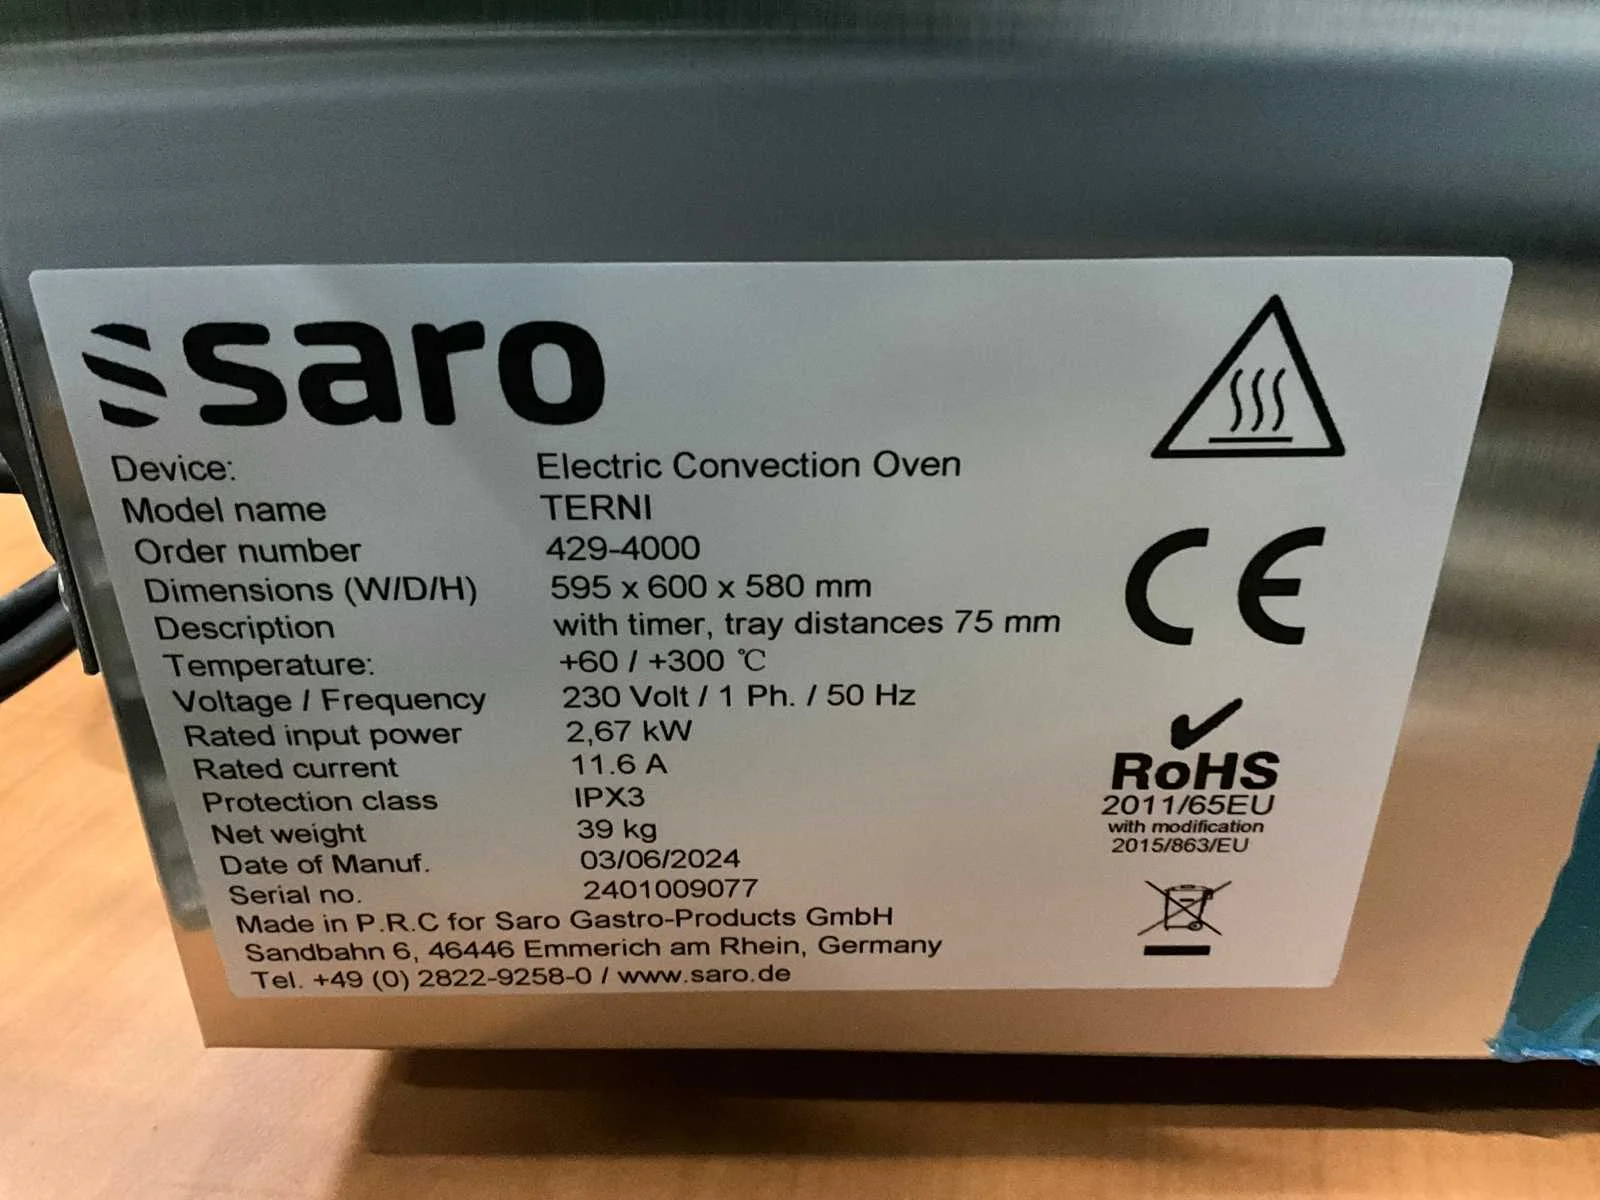 saro
Device: Electric Convection Oven
Model name TERNI
Order number 429-4000
Dimensions (W/D/H) 595 x 600 x 580 mm
Description with timer, tray distances 75 mm
Temperature: +60 / +300 ℃
Voltage / Frequency 230 Volt / 1 Ph. / 50 Hz
Rated input power 2,67 kW
Rated current 11.6 A
Protection class IPX3
Net weight 39 kg
Date of Manuf. 03/06/2024
Serial no. 2401009077
Made in P.R.C for Saro Gastro-Products GmbH
Sandbahn 6, 46446 Emmerich am Rhein, Germany
Tel. +49 (0) 2822-9258-0 / www.saro.de
CE
RoHS
2011/65EU
with modification
2015/863/EU